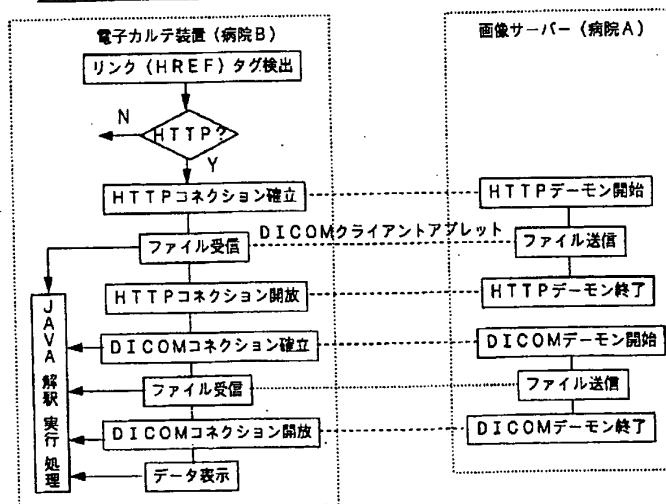 電子カルテ装置(病院B)
リンク(HREF)タグ検出
N
HTTP?
Y
HTTPコネクション確立
ファイル受信
HTTPコネクション開放
DICOMコネクション確立
ファイル受信
DICOMコネクション開放
データ表示
JAVA 解釈 実行 処理
DICOMクライアントアプレット
画像サーバー(病院A)
HTTPデーモン開始
ファイル送信
HTTPデーモン終了
DICOMデーモン開始
ファイル送信
DICOMデーモン終了